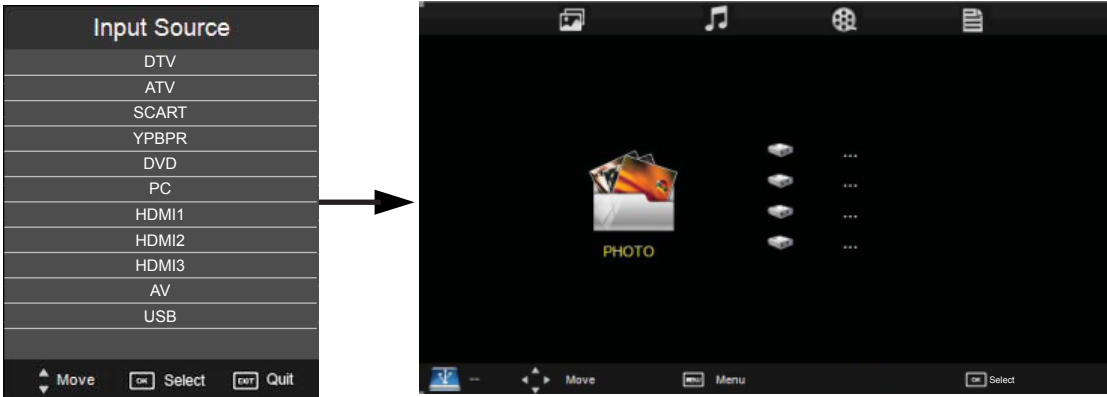 Input Source
DTV
ATV
SCART
YPBPR
DVD
PC
HDMI1
HDMI2
HDMI3
AV
USB
Move OK Select EXIT Quit
PHOTO
...
...
...
...
-- Move MENU Menu OK Select